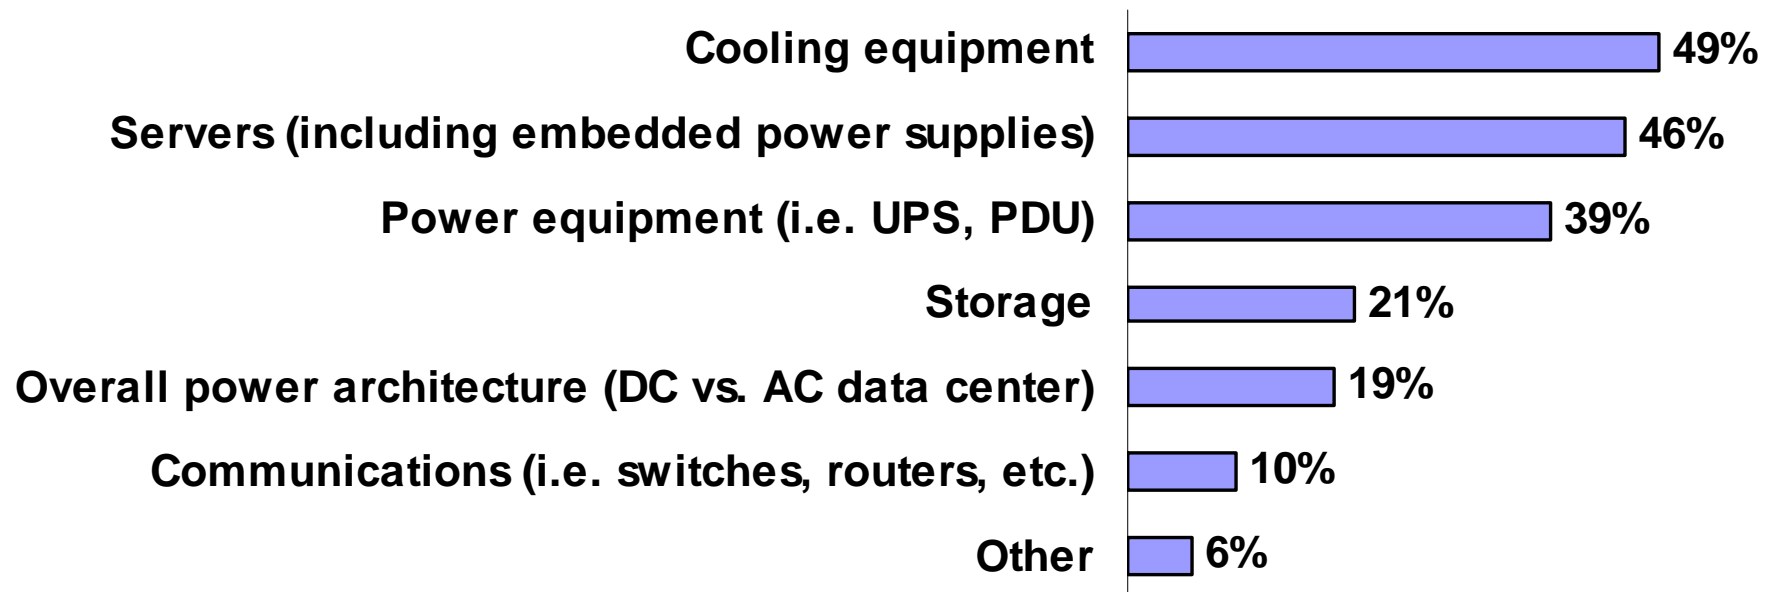 Cooling equipment 49%
Servers (including embedded power supplies) 46%
Power equipment (i.e. UPS, PDU) 39%
Storage 21%
Overall power architecture (DC vs. AC data center) 19%
Communications (i.e. switches, routers, etc.) 10%
Other 6%